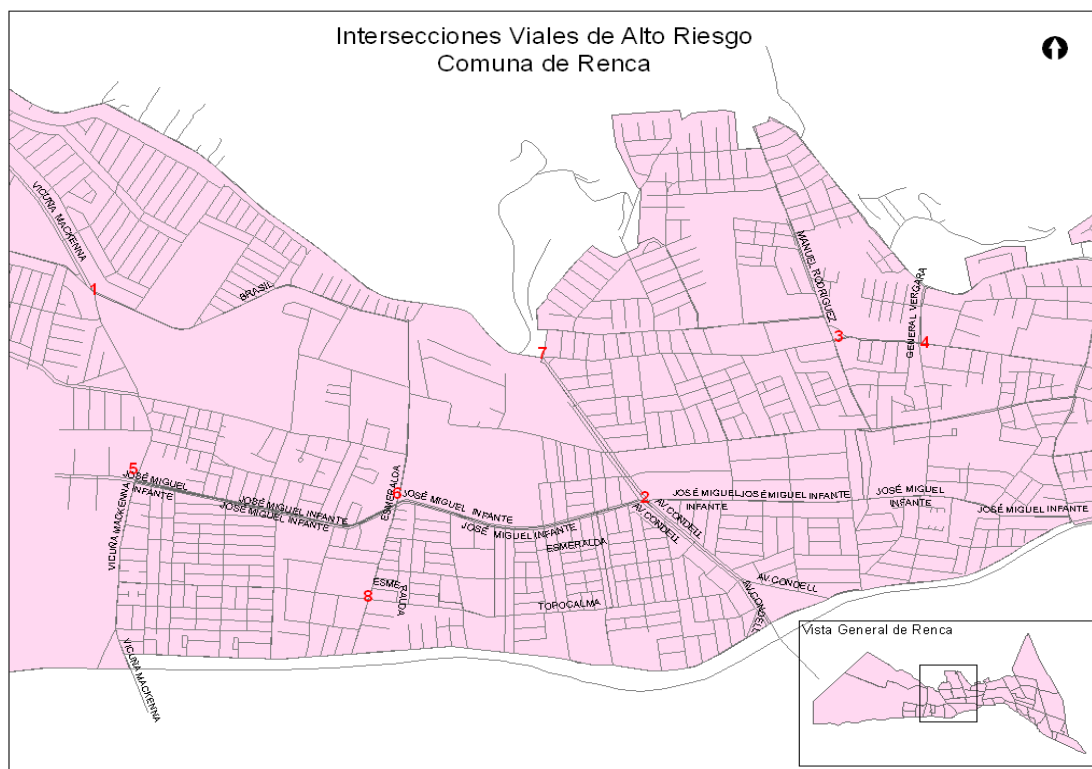 Intersecciones Viales de Alto Riesgo
Comuna de Renca
VICUÑA MACKENNA
1
BRASIL
MANUEL RODRIGUEZ
GENERAL VERGARA
3
4
7
5
JOSÉ MIGUEL
INFANTE
JOSÉ MIGUEL INFANTE
JOSÉ MIGUEL INFANTE
VICUÑA MACKENNA
ESMERALDA
6
JOSÉ MIGUEL INFANTE
JOSÉ MIGUEL INFANTE
2
AV.CONDELL
AV.CONDELL
JOSÉ MIGUEL
INFANTE
JOSÉ MIGUEL INFANTE
JOSÉ MIGUEL
INFANTE
JOSÉ MIGUEL INFANTE
ESMERALDA
8
ESMERALDA
TOPOCALMA
AV.CONDELL
AV.CONDELL
VICUÑA MACKENNA
Vista General de Renca